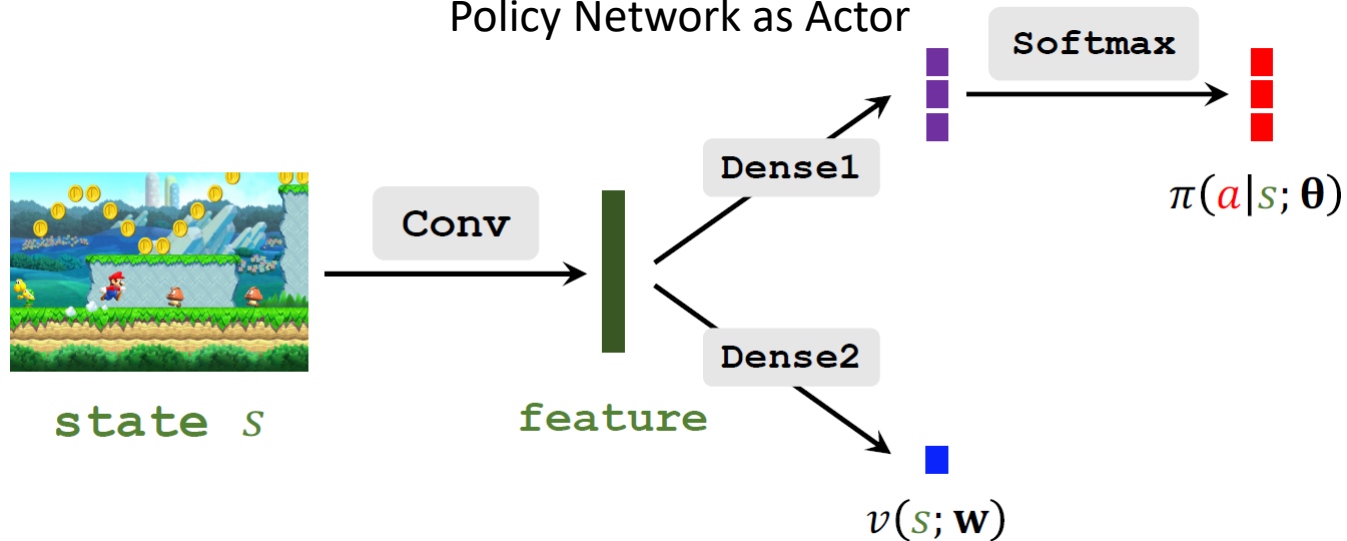 Policy Network as Actor
Softmax
Dense1
π(a|s; θ)
Conv
Dense2
state s
feature
v(s; w)